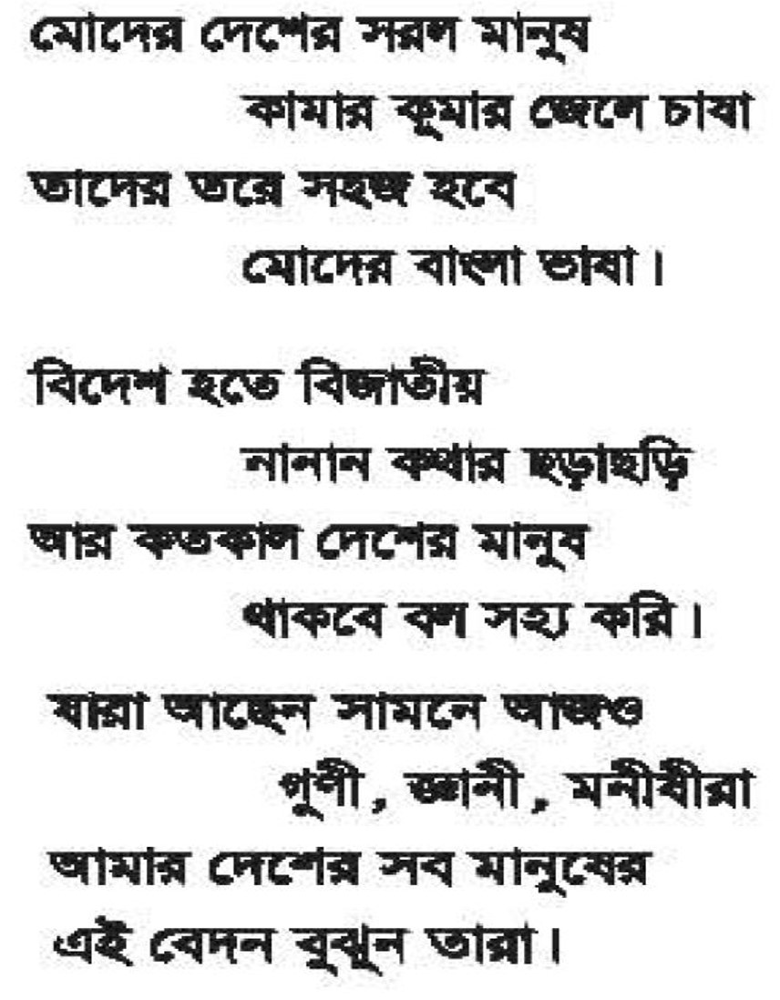 মোদের দেশের সরল মানুষ
কামার কুমার জেলে চাষা
তাদের তরে সহজ হবে
মোদের বাংলা ভাষা।
বিদেশ হতে বিজাতীয়
নানান কথার ছড়াছড়ি
আর কতকাল দেশের মানুষ
থাকবে বল সহ্য করি।
যারা আছেন সামনে আজও
গুণী, জ্ঞানী, মনীষীরা
আমার দেশের সব মানুষের
এই বেদন বুঝুন তারা।